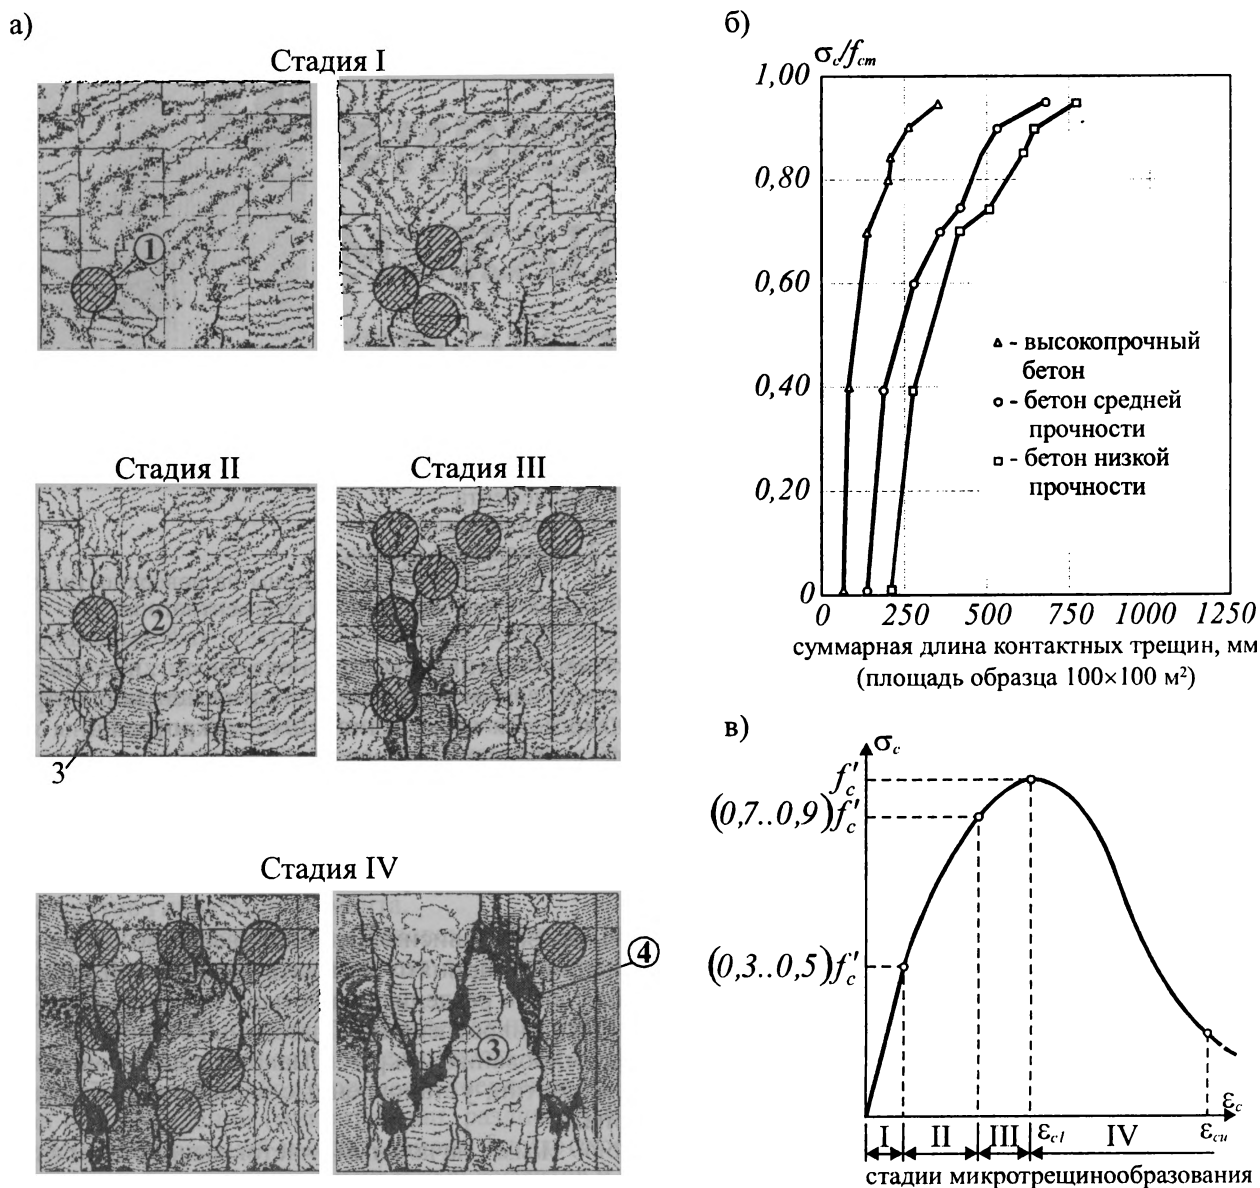 а)
Стадия I
1
Стадия II
Стадия III
2
3
Стадия IV
4
3
б)
σc/fcm
1,00
0,80
0,60
0,40
0,20
0
0 250 500 750 1000 1250
- высокопрочный
бетон
- бетон средней
прочности
- бетон низкой
прочности
суммарная длина контактных трещин, мм
(площадь образца 100×100 м²)
в)
σc
f'c
(0,7..0,9)f'c
(0,3..0,5)f'c
εc
I II III εc1 IV εcu
стадии микротрещинообразования